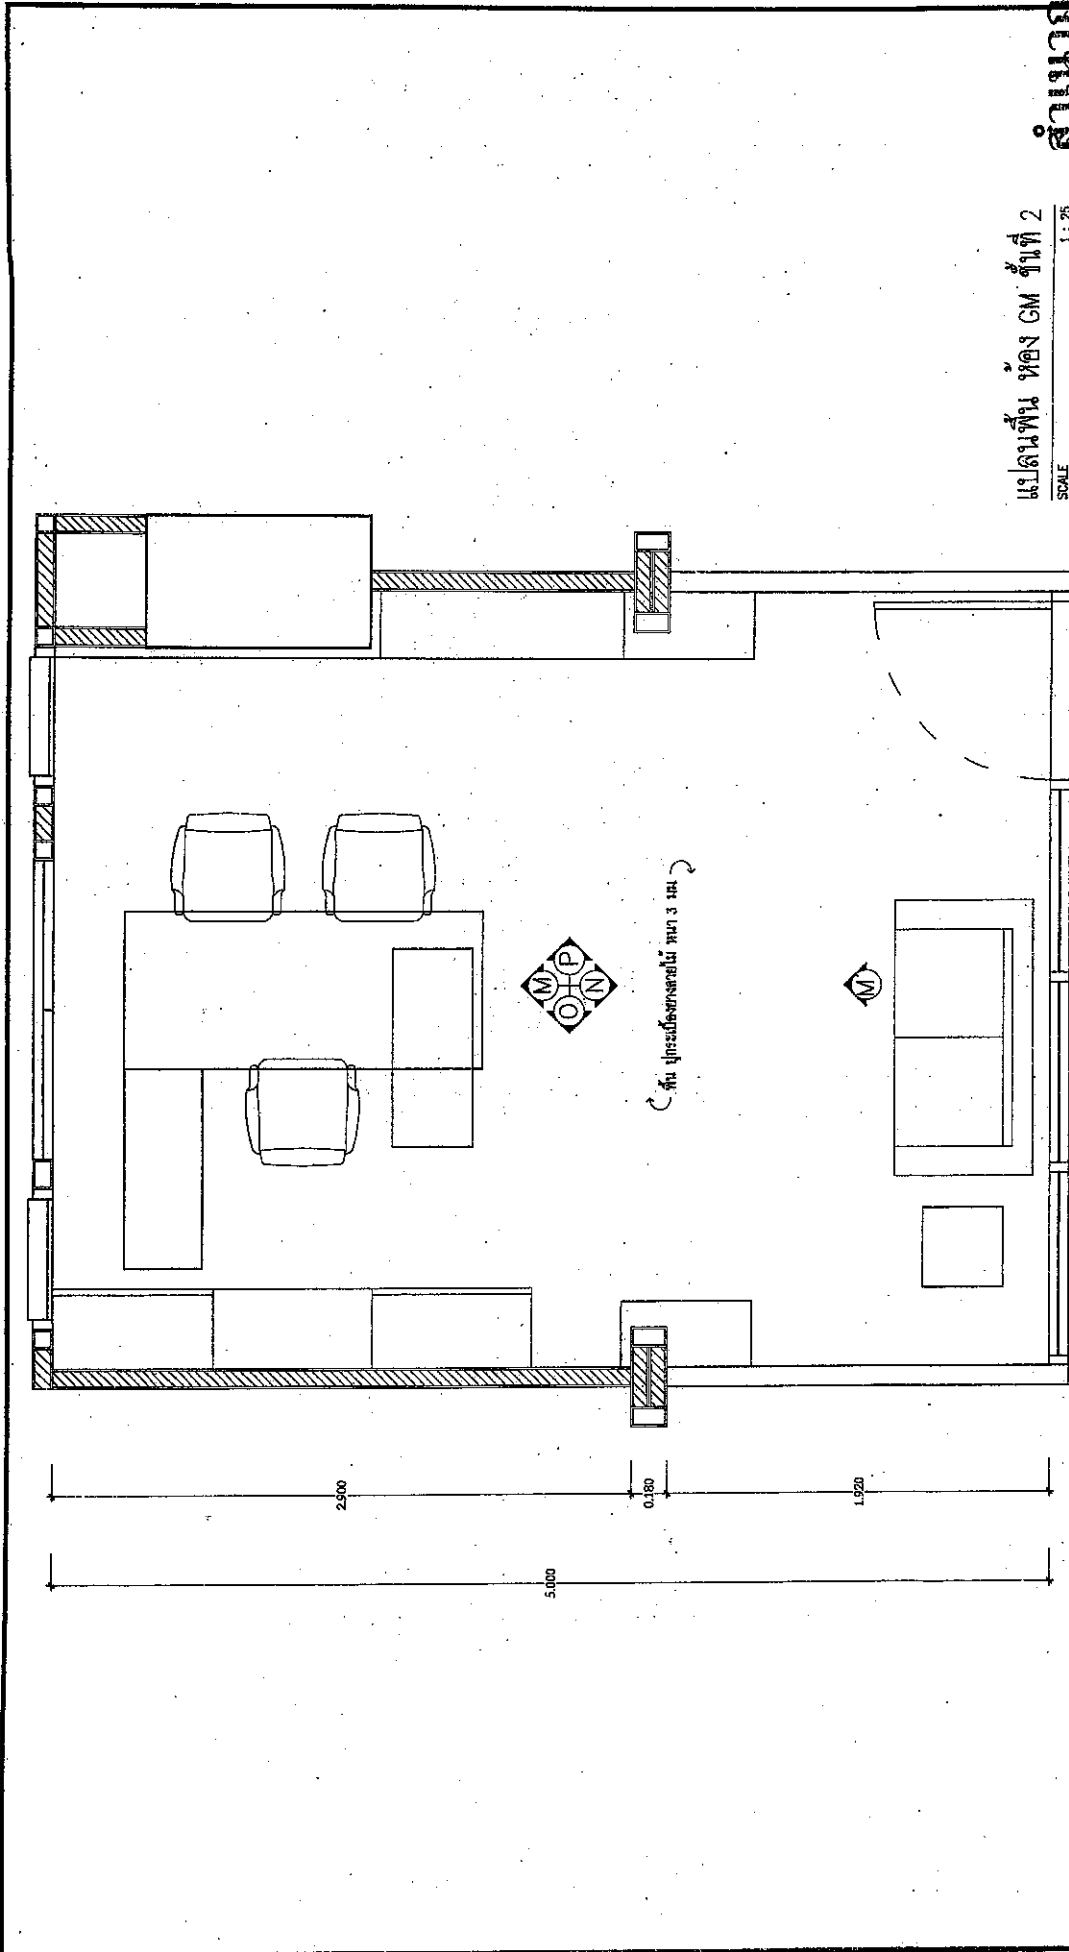 แปลนพื้น ห้อง GM ชั้นที่ 2
SCALE 1 : 25
พื้น ปูกระเบื้องยางลายไม้ หนา 3 มม
M
P
O
N
M
2.900
0.180
1.920
5.000